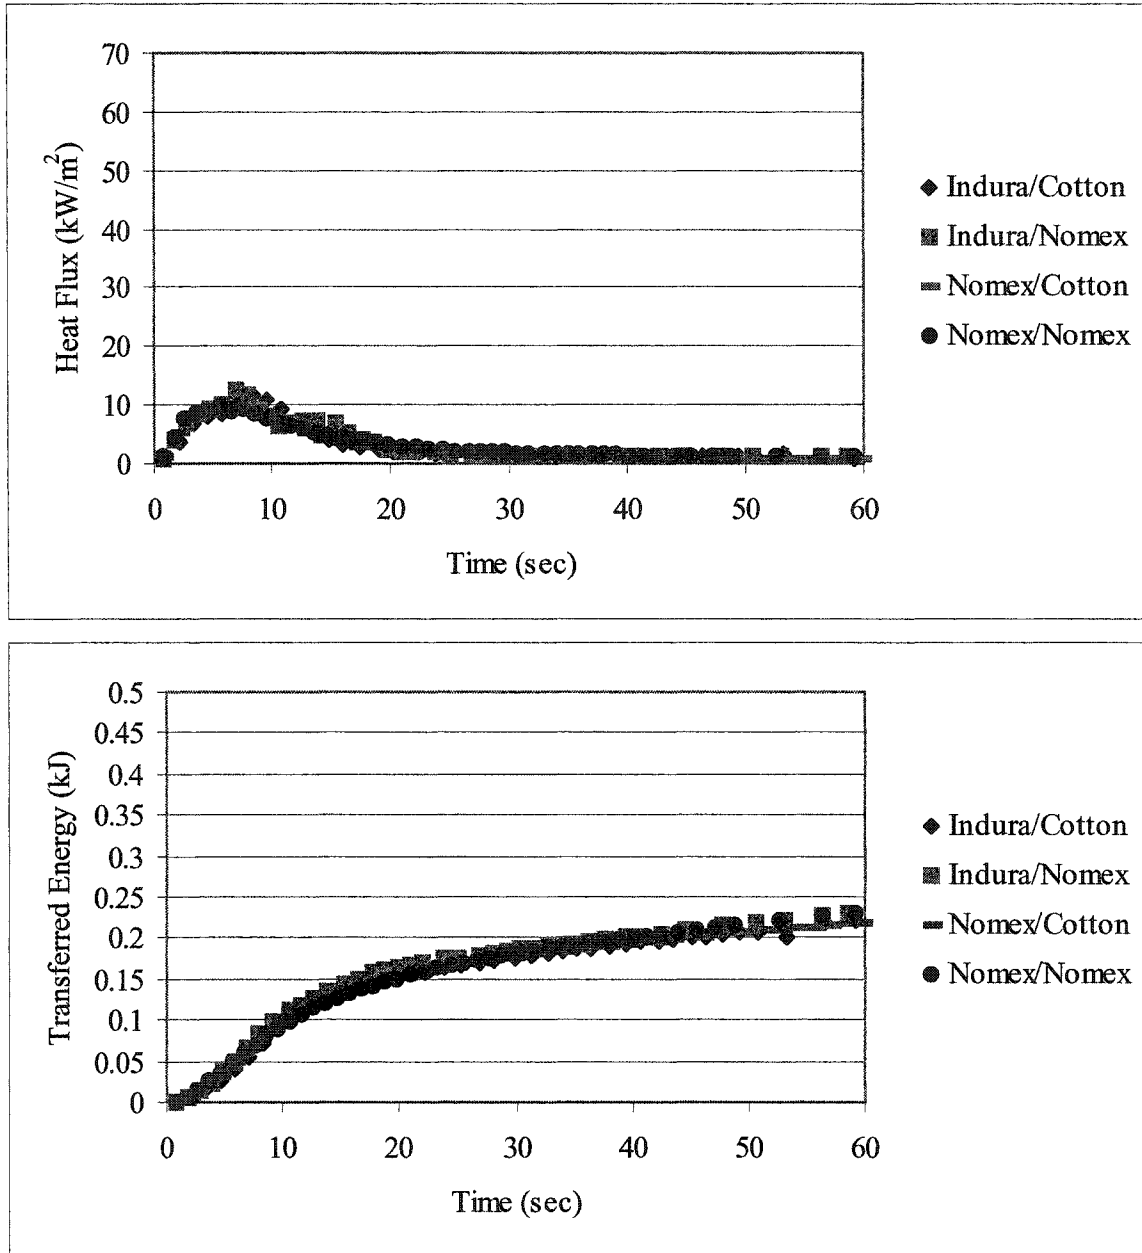 70
60
50
40
30
20
10
0
Heat Flux (kW/m²)
0 10 20 30 40 50 60
Time (sec)
Indura/Cotton
Indura/Nomex
Nomex/Cotton
Nomex/Nomex
0.5
0.45
0.4
0.35
0.3
0.25
0.2
0.15
0.1
0.05
0
Transferred Energy (kJ)
0 10 20 30 40 50 60
Time (sec)
Indura/Cotton
Indura/Nomex
Nomex/Cotton
Nomex/Nomex